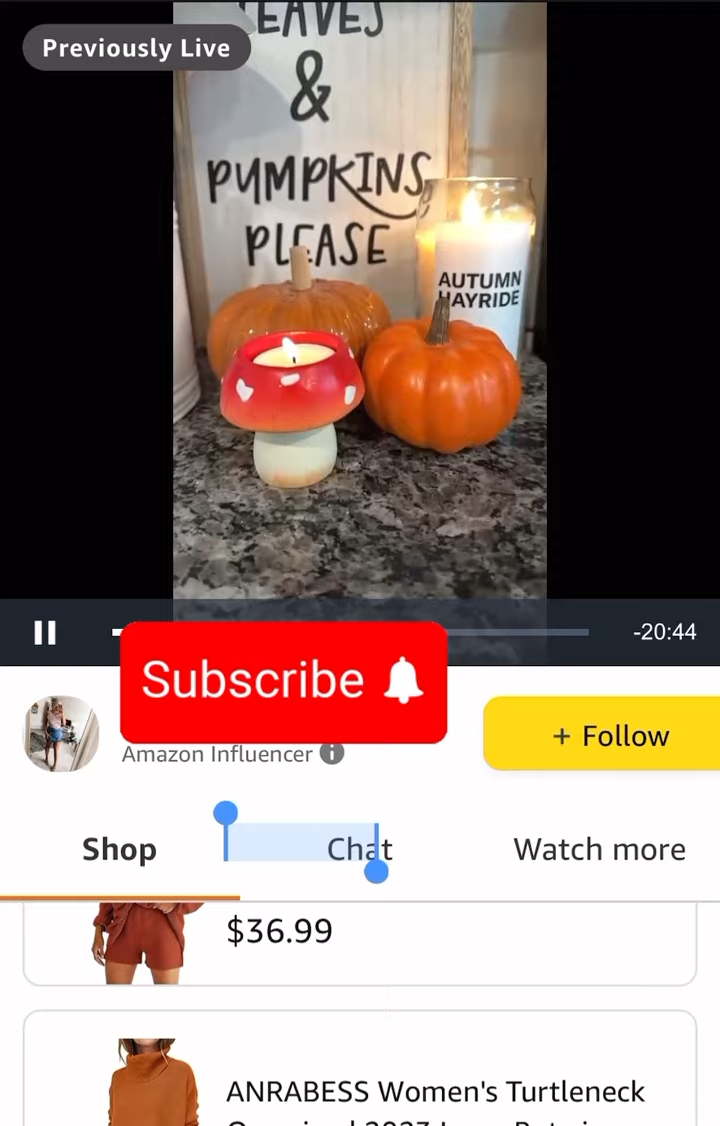 Previously Live
LEAVES
&
PUMPKINS
PLEASE
AUTUMN
HAYRIDE
-20:44
Subscribe
Amazon Influencer
+ Follow
Shop
Chat
Watch more
$36.99
ANRABESS Women's Turtleneck